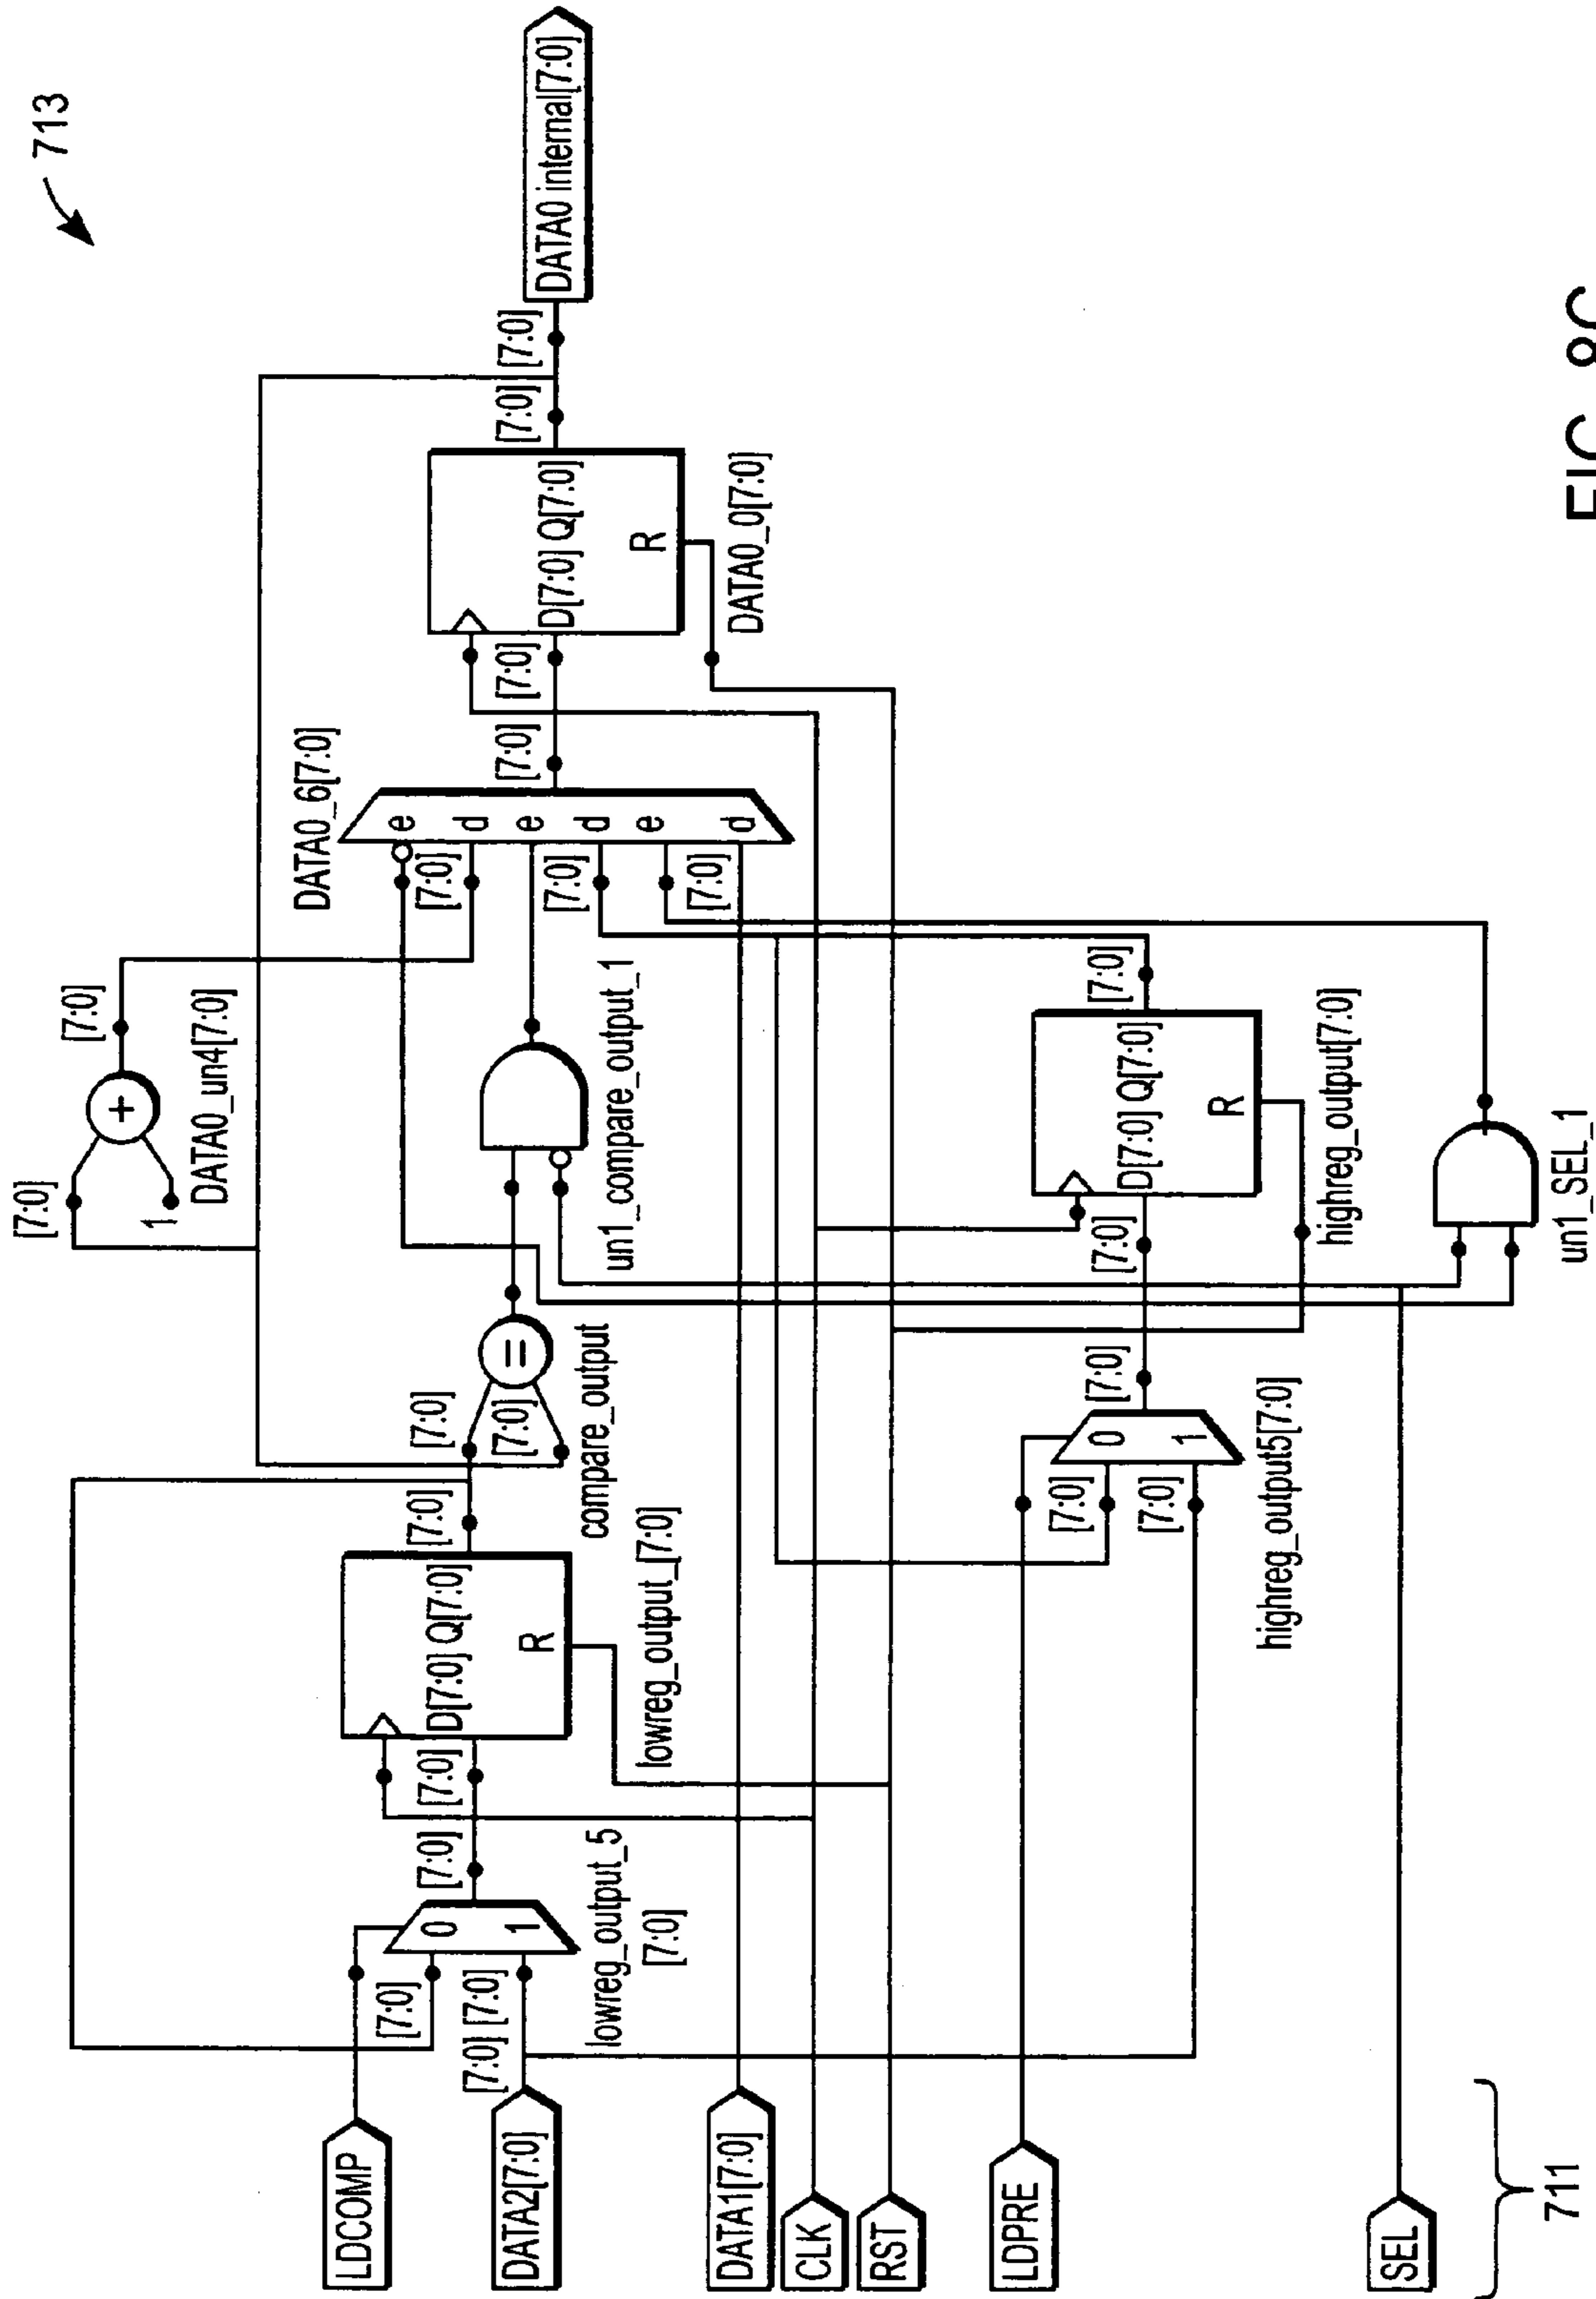 713
[7:0]
[7:0]
+
1
DATA0_un4[7:0]
DATA0_6[7:0]
LDCOMP
[7:0]
0
1
[7:0]
[7:0]
D[7:0] Q[7:0]
R
[7:0]
[7:0]
[7:0]
=
compare_output
un1_compare_output_1
e
d
e
d
e
d
[7:0]
[7:0]
[7:0]
[7:0]
[7:0]
D[7:0] Q[7:0]
R
[7:0]
[7:0]
DATA0 internal[7:0]
DATA2[7:0]
[7:0]
[7:0]
lowreg_output_5
[7:0]
lowreg_output_[7:0]
DATA0_0[7:0]
DATA1[7:0]
CLK
RST
LDPRE
[7:0]
[7:0]
0
1
[7:0]
highreg_output5[7:0]
[7:0]
D[7:0] Q[7:0]
R
[7:0]
highreg_output[7:0]
SEL
un1_SEL_1
711